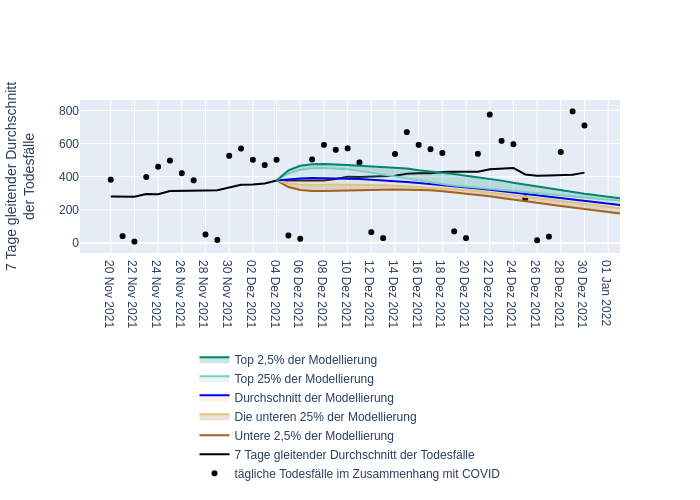 7 Tage gleitender Durchschnitt
der Todesfälle
800
600
400
200
0
20 Nov 2021
22 Nov 2021
24 Nov 2021
26 Nov 2021
28 Nov 2021
30 Nov 2021
02 Dez 2021
04 Dez 2021
06 Dez 2021
08 Dez 2021
10 Dez 2021
12 Dez 2021
14 Dez 2021
16 Dez 2021
18 Dez 2021
20 Dez 2021
22 Dez 2021
24 Dez 2021
26 Dez 2021
28 Dez 2021
30 Dez 2021
01 Jan 2022
Top 2,5% der Modellierung
Top 25% der Modellierung
Durchschnitt der Modellierung
Die unteren 25% der Modellierung
Untere 2,5% der Modellierung
7 Tage gleitender Durchschnitt der Todesfälle
tägliche Todesfälle im Zusammenhang mit COVID